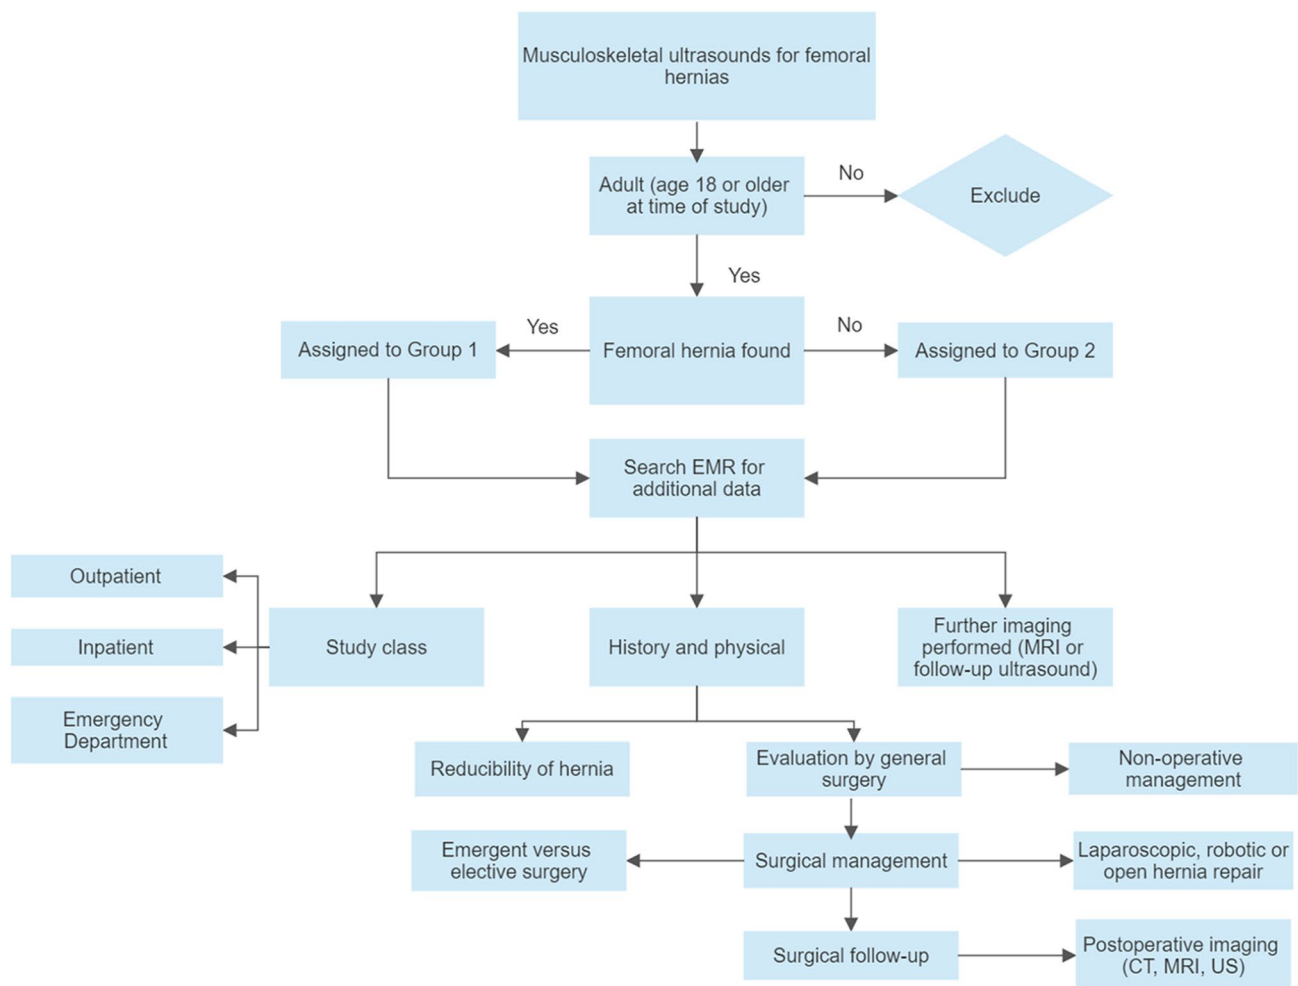 Musculoskeletal ultrasounds for femoral
hernias
Adult (age 18 or older
at time of study)
No
Exclude
Yes
Yes
No
Assigned to Group 1
Femoral hernia found
Assigned to Group 2
Search EMR for
additional data
Outpatient
Inpatient
Emergency
Department
Study class
History and physical
Further imaging
performed (MRI or
follow-up ultrasound)
Reducibility of hernia
Evaluation by general
surgery
Non-operative
management
Emergent versus
elective surgery
Surgical management
Laparoscopic, robotic or
open hernia repair
Surgical follow-up
Postoperative imaging
(CT, MRI, US)